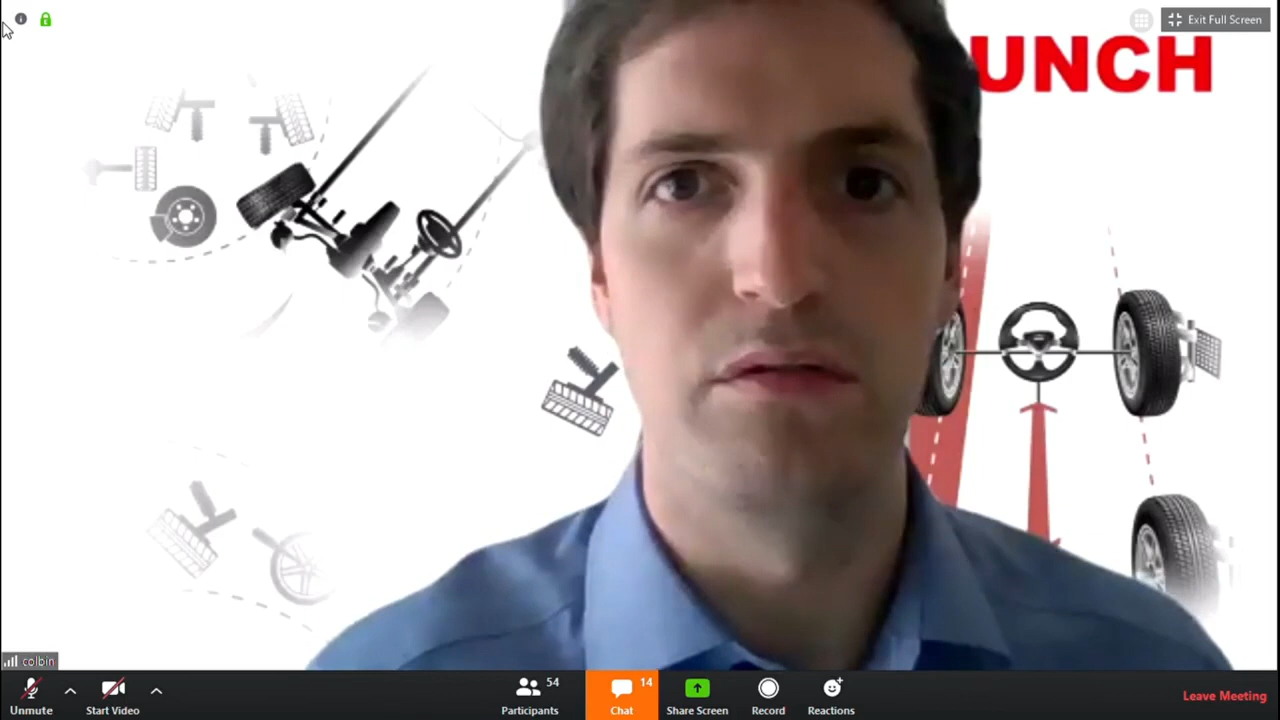 Exit Full Screen
UNCH
colbin
54
14
Unmute
Start Video
Participants
Chat
Share Screen
Record
Reactions
Leave Meeting